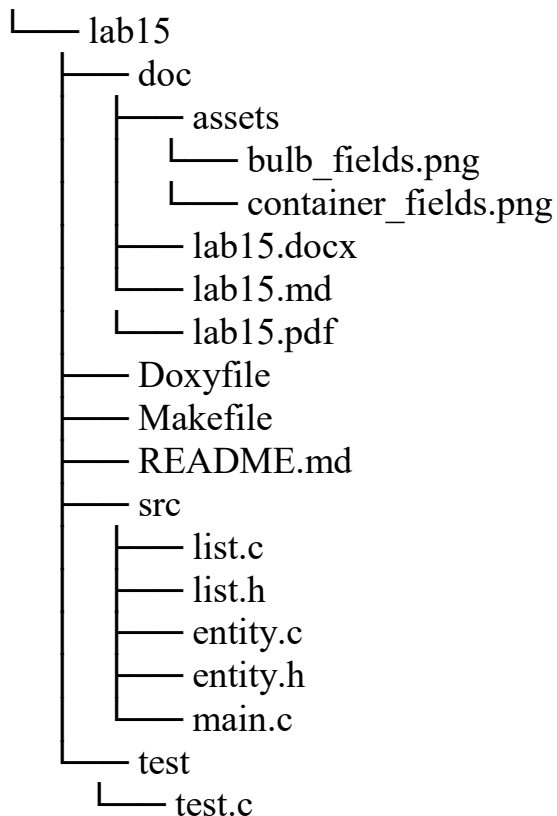 └── lab15
├── doc
├── assets
└── bulb_fields.png
└── container_fields.png
├── lab15.docx
└── lab15.md
└── lab15.pdf
├── Doxyfile
├── Makefile
├── README.md
├── src
├── list.c
├── list.h
├── entity.c
├── entity.h
└── main.c
└── test
└── test.c